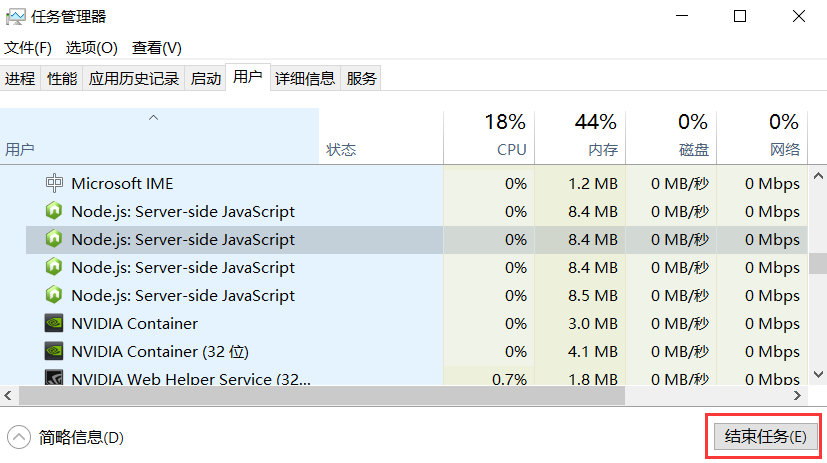 任务管理器
文件(F) 选项(O) 查看(V)
进程 性能 应用历史记录 启动 用户 详细信息 服务
18% 44% 0% 0%
用户 状态 CPU 内存 磁盘 网络
Microsoft IME 0% 1.2 MB 0 MB/秒 0 Mbps
Node.js: Server-side JavaScript 0% 8.4 MB 0 MB/秒 0 Mbps
Node.js: Server-side JavaScript 0% 8.4 MB 0 MB/秒 0 Mbps
Node.js: Server-side JavaScript 0% 8.4 MB 0 MB/秒 0 Mbps
Node.js: Server-side JavaScript 0% 8.5 MB 0 MB/秒 0 Mbps
NVIDIA Container 0% 3.0 MB 0 MB/秒 0 Mbps
NVIDIA Container (32 位) 0% 4.1 MB 0 MB/秒 0 Mbps
NVIDIA Web Helper Service (32... 0.7% 1.8 MB 0 MB/秒 0 Mbps
简略信息(D) 结束任务(E)